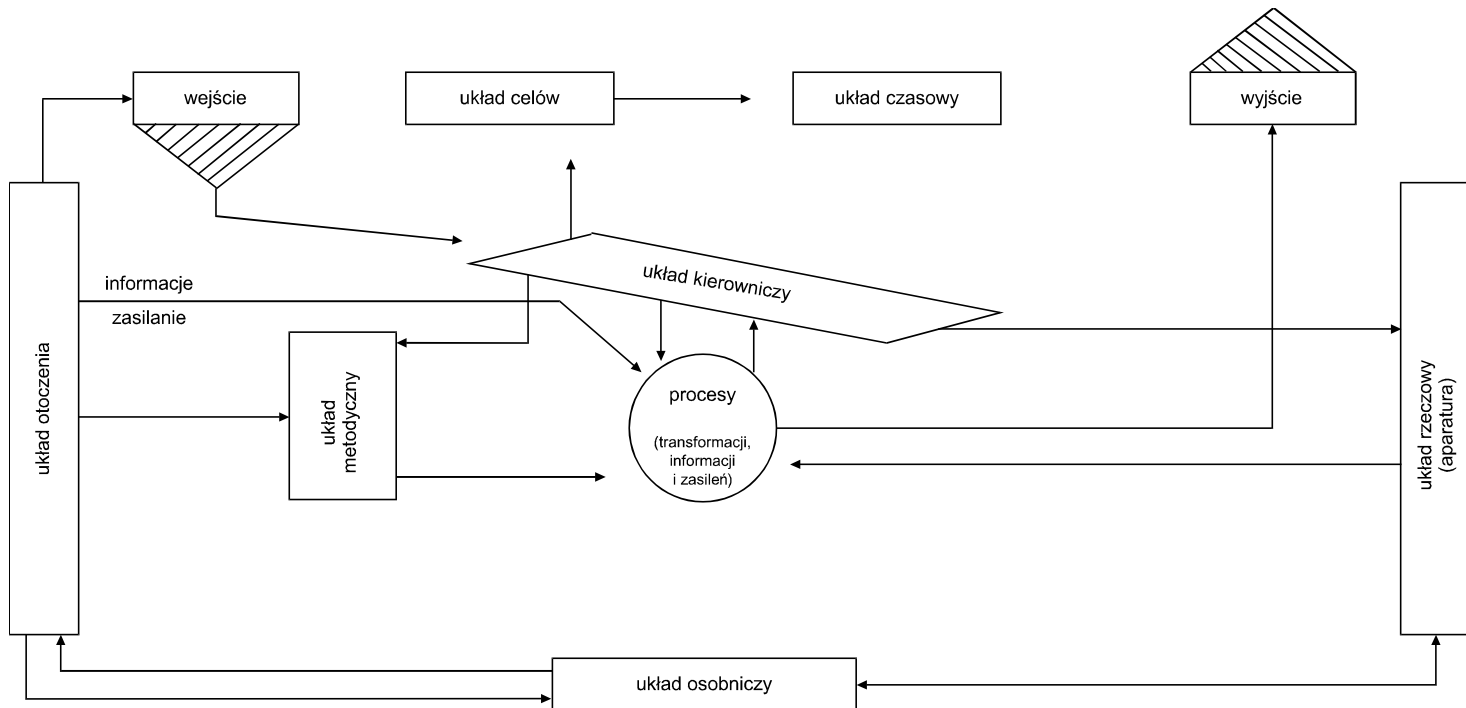 wejście
układ celów
układ czasowy
wyjście
układ kierowniczy
informacje
zasilanie
układ otoczenia
układ
metodyczny
procesy
(transformacji,
informacji
i zasileń)
układ rzeczowy
(aparatura)
układ osobniczy